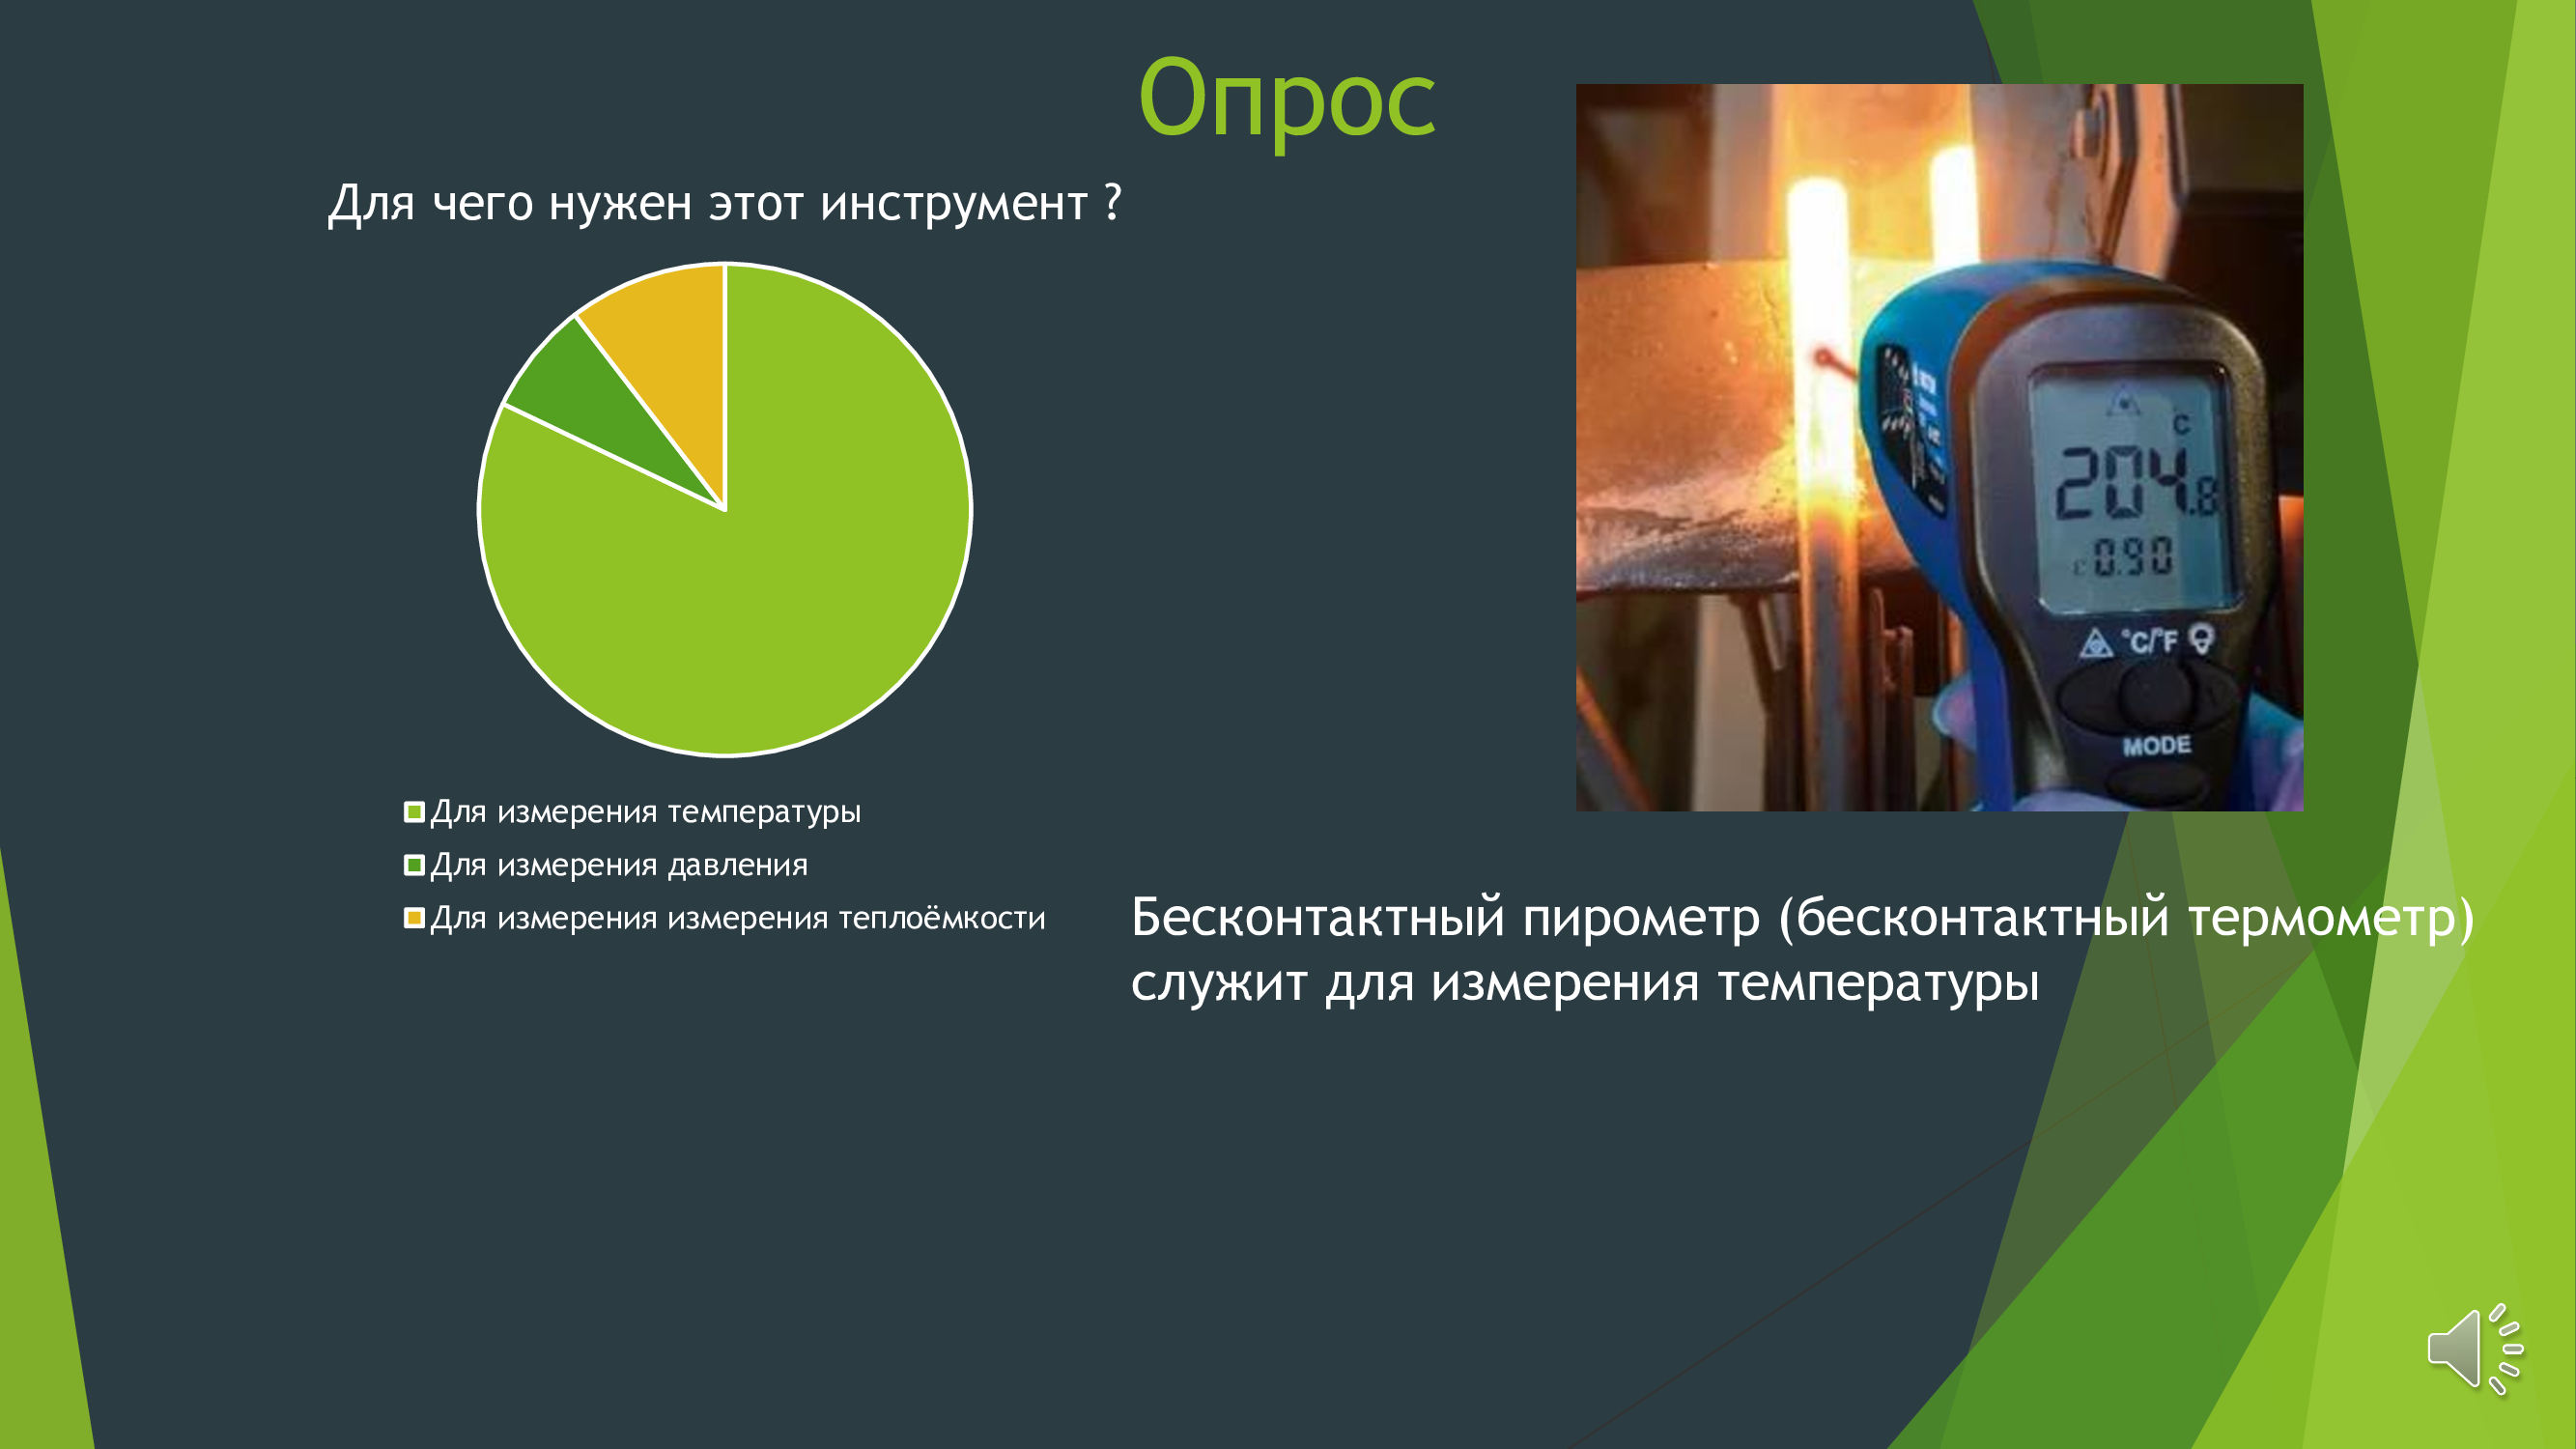 Опрос
Для чего нужен этот инструмент ?
Для измерения температуры
Для измерения давления
Для измерения измерения теплоёмкости
C
204.8
ε 0.90
°C/°F
MODE
Бесконтактный пирометр (бесконтактный термометр)
служит для измерения температуры